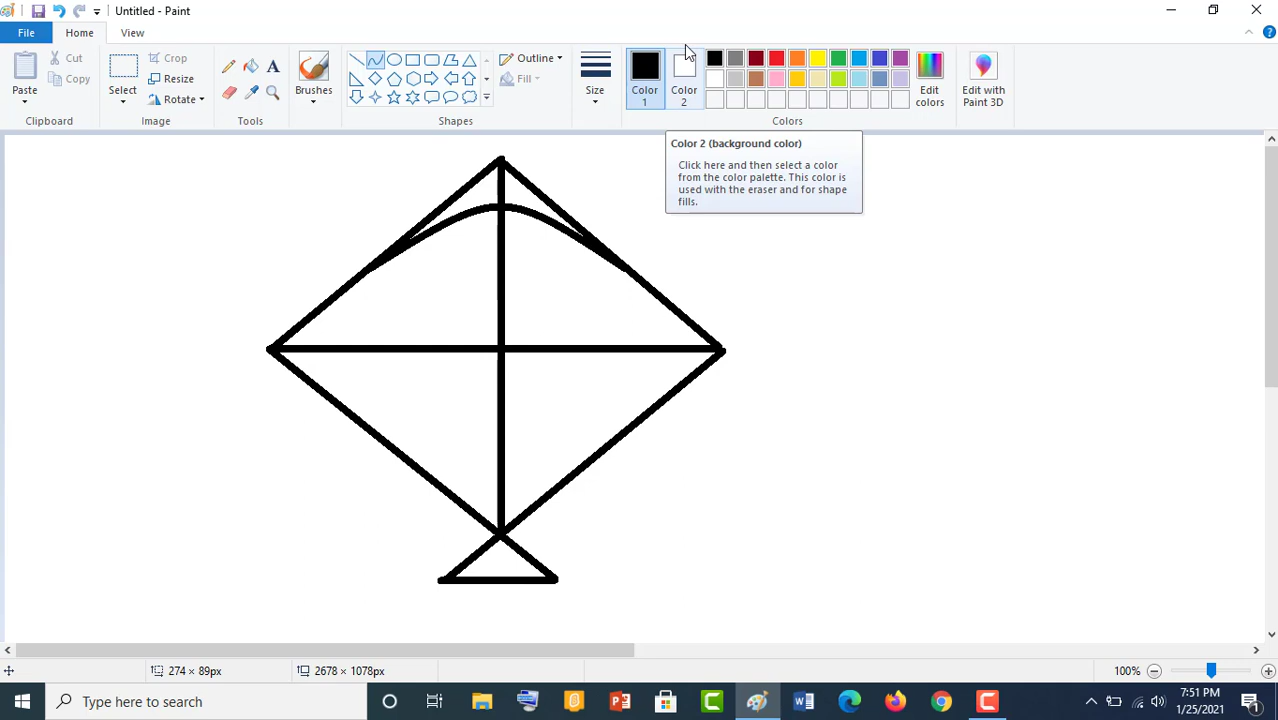 Untitled - Paint
File Home View
Paste
Cut
Copy
Clipboard
Select
Crop
Resize
Rotate
Image
A
Tools
Brushes
Outline
Fill
Shapes
Size
Color 1
Color 2
Edit colors
Colors
Edit with Paint 3D
Color 2 (background color)
Click here and then select a color
from the color palette. This color is
used with the eraser and for shape
fills.
274 × 89px
2678 × 1078px
100%
Type here to search
7:51 PM
1/25/2021
1